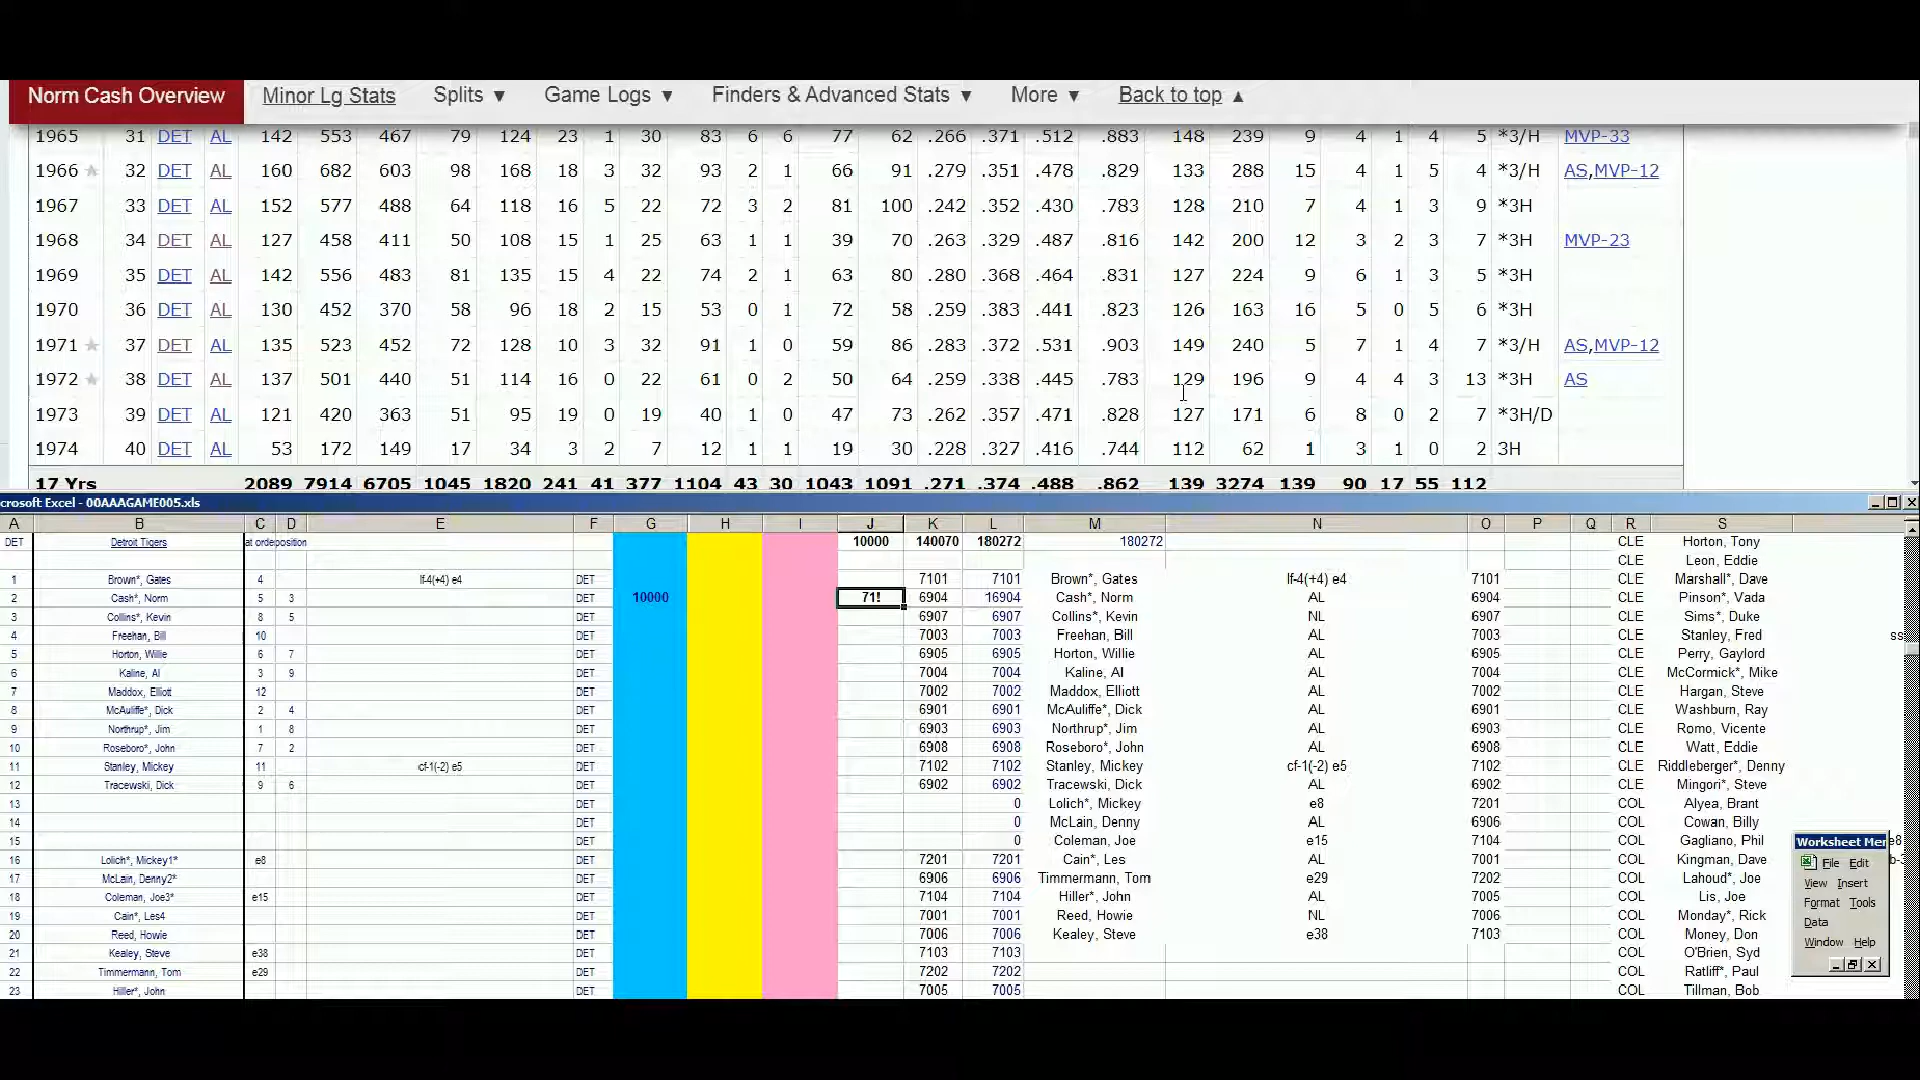 Norm Cash Overview Minor Lg Stats Splits ▼ Game Logs ▼ Finders & Advanced Stats ▼ More ▼ Back to top ▲
1965 31 DET AL 142 553 467 79 124 23 1 30 83 6 6 77 62 .266 .371 .512 .883 148 239 9 4 1 4 5 *3/H MVP-33
1966 ★ 32 DET AL 160 682 603 98 168 18 3 32 93 2 1 66 91 .279 .351 .478 .829 133 288 15 4 1 5 4 *3/H AS,MVP-12
1967 33 DET AL 152 577 488 64 118 16 5 22 72 3 2 81 100 .242 .352 .430 .783 128 210 7 4 1 3 9 *3H
1968 34 DET AL 127 458 411 50 108 15 1 25 63 1 1 39 70 .263 .329 .487 .816 142 200 12 3 2 3 7 *3H MVP-23
1969 35 DET AL 142 556 483 81 135 15 4 22 74 2 1 63 80 .280 .368 .464 .831 127 224 9 6 1 3 5 *3H
1970 36 DET AL 130 452 370 58 96 18 2 15 53 0 1 72 58 .259 .383 .441 .823 126 163 16 5 0 5 6 *3H
1971 ★ 37 DET AL 135 523 452 72 128 10 3 32 91 1 0 59 86 .283 .372 .531 .903 149 240 5 7 1 4 7 *3/H AS,MVP-12
1972 ★ 38 DET AL 137 501 440 51 114 16 0 22 61 0 2 50 64 .259 .338 .445 .783 129 196 9 4 4 3 13 *3H AS
1973 39 DET AL 121 420 363 51 95 19 0 19 40 1 0 47 73 .262 .357 .471 .828 127 171 6 8 0 2 7 *3H/D
1974 40 DET AL 53 172 149 17 34 3 2 7 12 1 1 19 30 .228 .327 .416 .744 112 62 1 3 1 0 2 3H
17 Yrs 2089 7914 6705 1045 1820 241 41 377 1104 43 30 1043 1091 .271 .374 .488 .862 139 3274 139 90 17 55 112
crosoft Excel - 00AAAGAME005.xls
A B C D E F G H I J K L M N O P Q R S
DET Detroit Tigers at orde position 10000 140070 180272 180272 CLE Horton, Tony
CLE Leon, Eddie
1 Brown*, Gates 4 lf-4(+4) e4 DET 7101 7101 Brown*, Gates lf-4(+4) e4 7101 CLE Marshall*, Dave
2 Cash*, Norm 5 3 DET 10000 71! 6904 16904 Cash*, Norm AL 6904 CLE Pinson*, Vada
3 Collins*, Kevin 8 5 DET 6907 6907 Collins*, Kevin NL 6907 CLE Sims*, Duke
4 Freehan, Bill 10 DET 7003 7003 Freehan, Bill AL 7003 CLE Stanley, Fred ss
5 Horton, Willie 6 7 DET 6905 6905 Horton, Willie AL 6905 CLE Perry, Gaylord
6 Kaline, Al 3 9 DET 7004 7004 Kaline, Al AL 7004 CLE McCormick*, Mike
7 Maddox, Elliott 12 DET 7002 7002 Maddox, Elliott AL 7002 CLE Hargan, Steve
8 McAuliffe*, Dick 2 4 DET 6901 6901 McAuliffe*, Dick AL 6901 CLE Washburn, Ray
9 Northrup*, Jim 1 8 DET 6903 6903 Northrup*, Jim AL 6903 CLE Romo, Vicente
10 Roseboro*, John 7 2 DET 6908 6908 Roseboro*, John AL 6908 CLE Watt, Eddie
11 Stanley, Mickey 11 cf-1(-2) e5 DET 7102 7102 Stanley, Mickey cf-1(-2) e5 7102 CLE Riddleberger*, Denny
12 Tracewski, Dick 9 6 DET 6902 6902 Tracewski, Dick AL 6902 CLE Mingori*, Steve
13 DET 0 Lolich*, Mickey e8 7201 COL Alyea, Brant
14 DET 0 McLain, Denny AL 6906 COL Cowan, Billy
15 DET 0 Coleman, Joe e15 7104 COL Gagliano, Phil e8
16 Lolich*, Mickey1* e8 DET 7201 7201 Cain*, Les AL 7001 COL Kingman, Dave b-3
17 McLain, Denny2* DET 6906 6906 Timmermann, Tom e29 7202 COL Lahoud*, Joe
18 Coleman, Joe3* e15 DET 7104 7104 Hiller*, John AL 7005 COL Lis, Joe
19 Cain*, Les4 DET 7001 7001 Reed, Howie NL 7006 COL Monday*, Rick
20 Reed, Howie DET 7006 7006 Kealey, Steve e38 7103 COL Money, Don
21 Kealey, Steve e38 DET 7103 7103 COL O'Brien, Syd
22 Timmermann, Tom e29 DET 7202 7202 COL Ratliff*, Paul
23 Hiller*, John DET 7005 7005 COL Tillman, Bob
Worksheet Mer
File Edit
View Insert
Format Tools
Data
Window Help